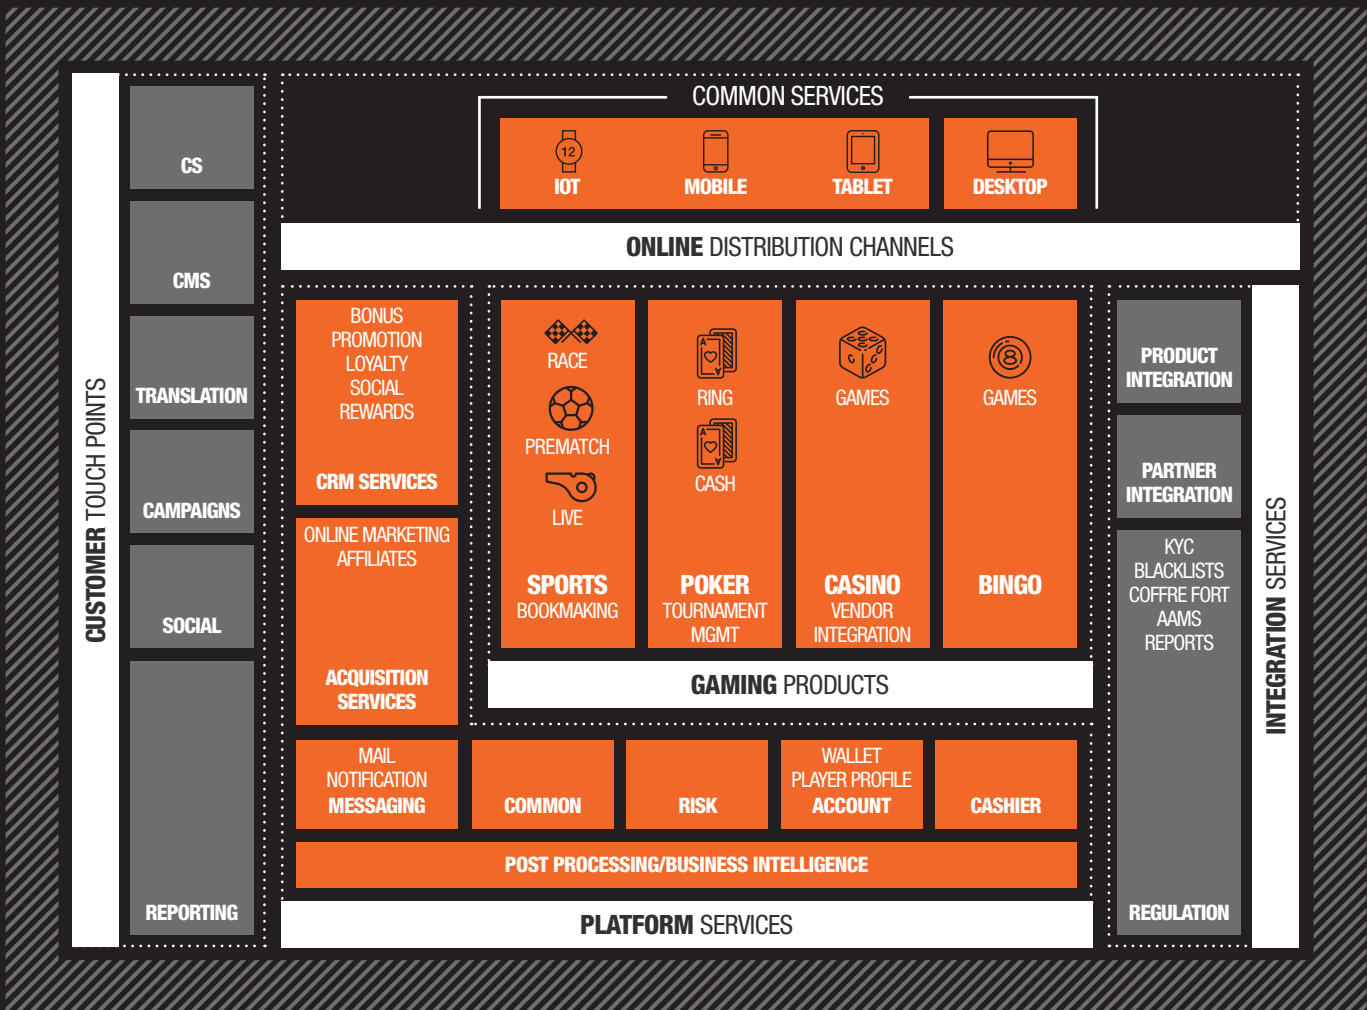 CUSTOMER TOUCH POINTS
CS
CMS
TRANSLATION
CAMPAIGNS
SOCIAL
REPORTING
COMMON SERVICES
12
IOT
MOBILE
TABLET
DESKTOP
ONLINE DISTRIBUTION CHANNELS
BONUS
PROMOTION
LOYALTY
SOCIAL
REWARDS
CRM SERVICES
ONLINE MARKETING
AFFILIATES
ACQUISITION
SERVICES
RACE
PREMATCH
LIVE
SPORTS
BOOKMAKING
A
A
RING
A
A
CASH
POKER
TOURNAMENT
MGMT
GAMES
CASINO
VENDOR
INTEGRATION
8
GAMES
BINGO
GAMING PRODUCTS
MAIL
NOTIFICATION
MESSAGING
COMMON
RISK
WALLET
PLAYER PROFILE
ACCOUNT
CASHIER
POST PROCESSING/BUSINESS INTELLIGENCE
PLATFORM SERVICES
PRODUCT
INTEGRATION
PARTNER
INTEGRATION
KYC
BLACKLISTS
COFFRE FORT
AAMS
REPORTS
REGULATION
INTEGRATION SERVICES